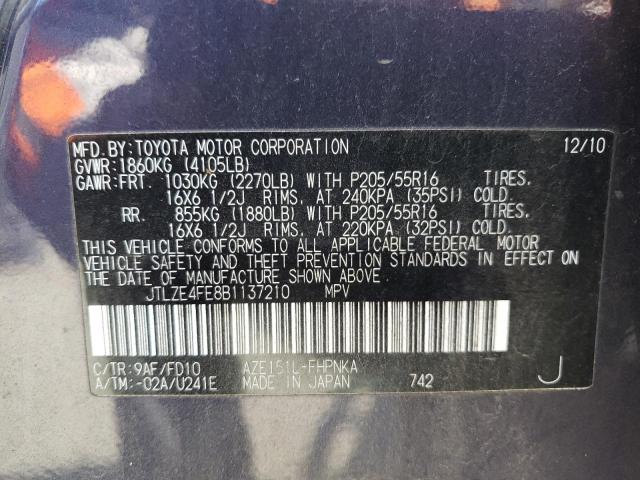 MFD.BY:TOYOTA MOTOR CORPORATION 12/10
GVWR:1860KG (4105LB)
GAWR:FRT. 1030KG (2270LB) WITH P205/55R16 TIRES,
16X6 1/2J RIMS, AT 240KPA (35PSI) COLD.
RR. 855KG (1880LB) WITH P205/55R16 TIRES,
16X6 1/2J RIMS, AT 220KPA (32PSI) COLD.
THIS VEHICLE CONFORMS TO ALL APPLICABLE FEDERAL MOTOR
VEHICLE SAFETY AND THEFT PREVENTION STANDARDS IN EFFECT ON
THE DATE OF MANUFACTURE SHOWN ABOVE.
JTLZE4FE8B1137210 MPV
C/TR:9AF/FD10 AZE151L-FHPNKA
A/TM:-02A/U241E MADE IN JAPAN 742 J